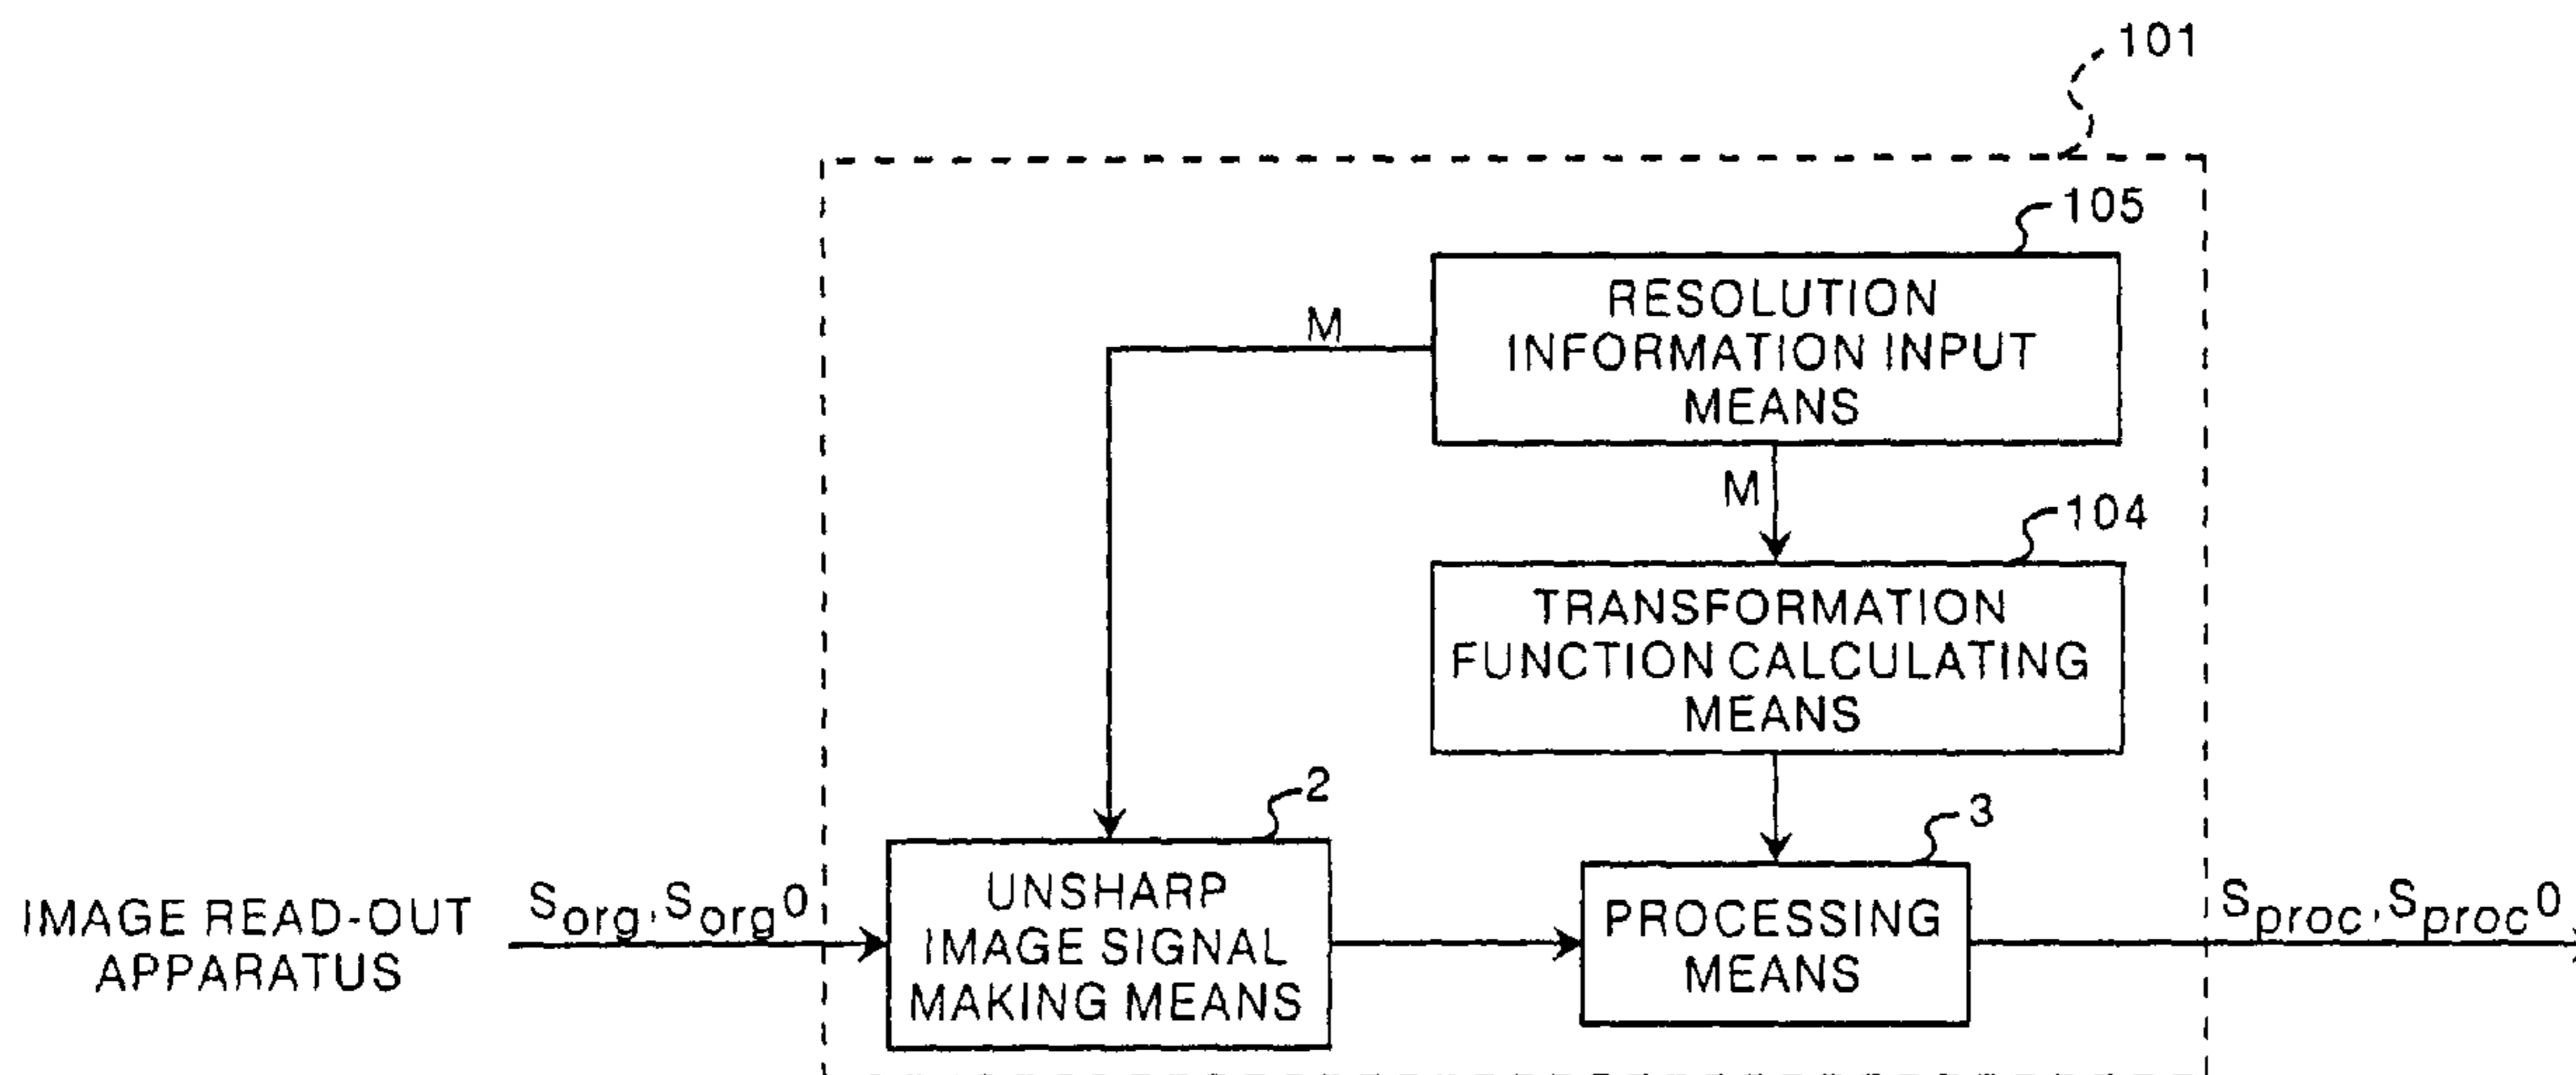 101
105
RESOLUTION
INFORMATION INPUT
MEANS
M
M
104
TRANSFORMATION
FUNCTION CALCULATING
MEANS
2
3
IMAGE READ-OUT
APPARATUS
Sorg, Sorg0
UNSHARP
IMAGE SIGNAL
MAKING MEANS
PROCESSING
MEANS
Sproc, Sproc0